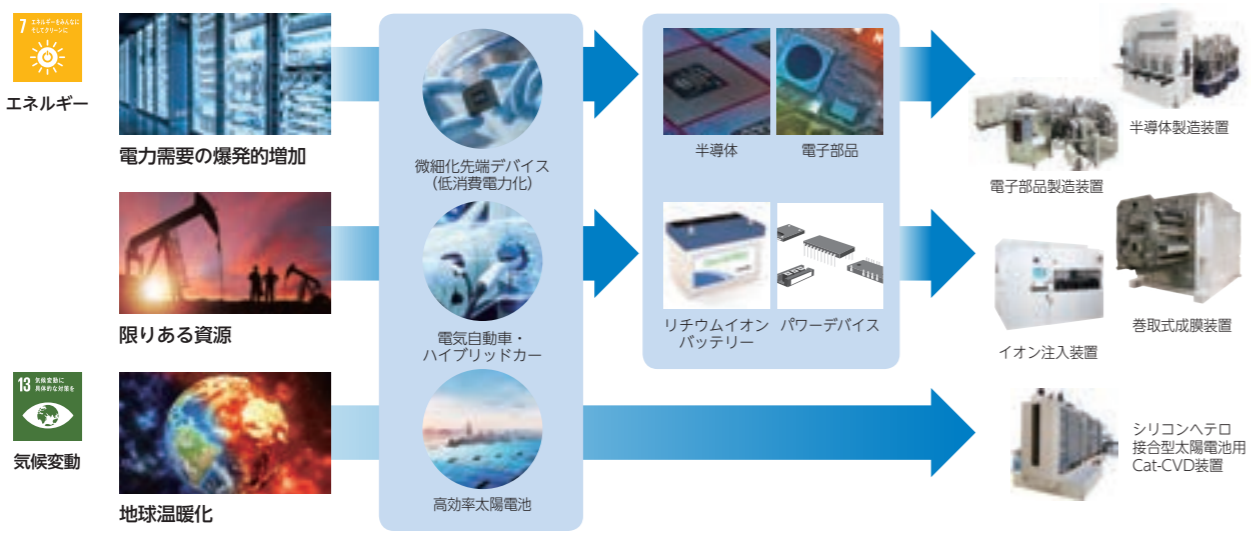 7 エネルギーをみんなに
そしてクリーンに
エネルギー
電力需要の爆発的増加
限りある資源
13 気候変動に
具体的な対策を
気候変動
地球温暖化
微細化先端デバイス
(低消費電力化)
電気自動車・
ハイブリッドカー
高効率太陽電池
半導体
電子部品
リチウムイオン
バッテリー
パワーデバイス
半導体製造装置
電子部品製造装置
イオン注入装置
巻取式成膜装置
シリコンヘテロ
接合型太陽電池用
Cat-CVD装置